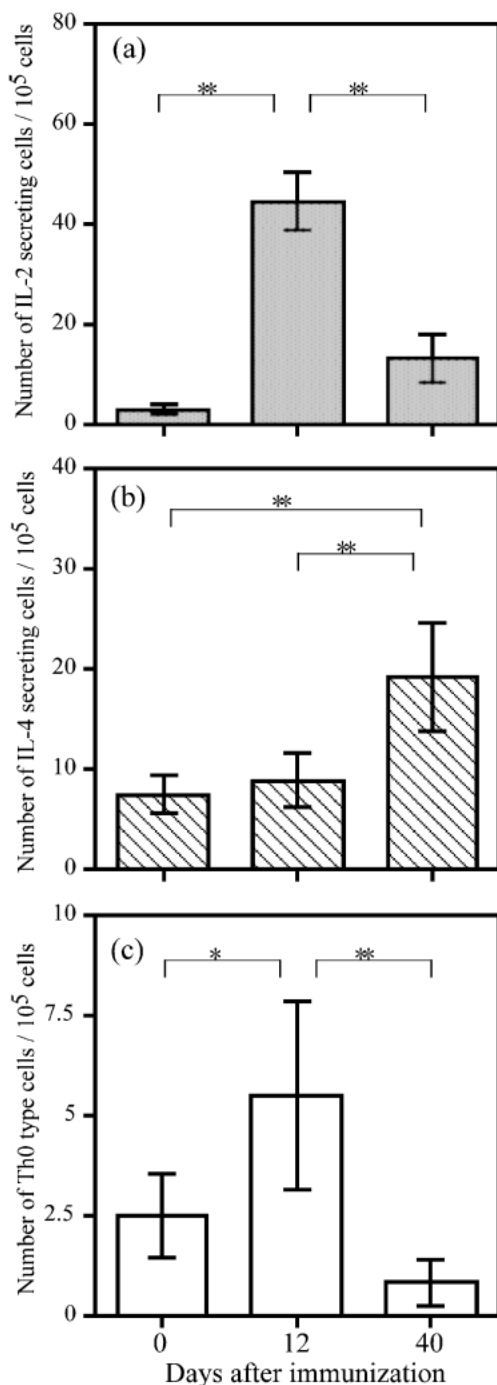 80
(a)
**
**
60
40
20
0
Number of IL-2 secreting cells / 10⁵ cells
40
(b)
**
**
30
20
10
0
Number of IL-4 secreting cells / 10⁵ cells
10
(c)
*
**
7.5
5
2.5
0
Number of Th0 type cells / 10⁵ cells
0 12 40
Days after immunization